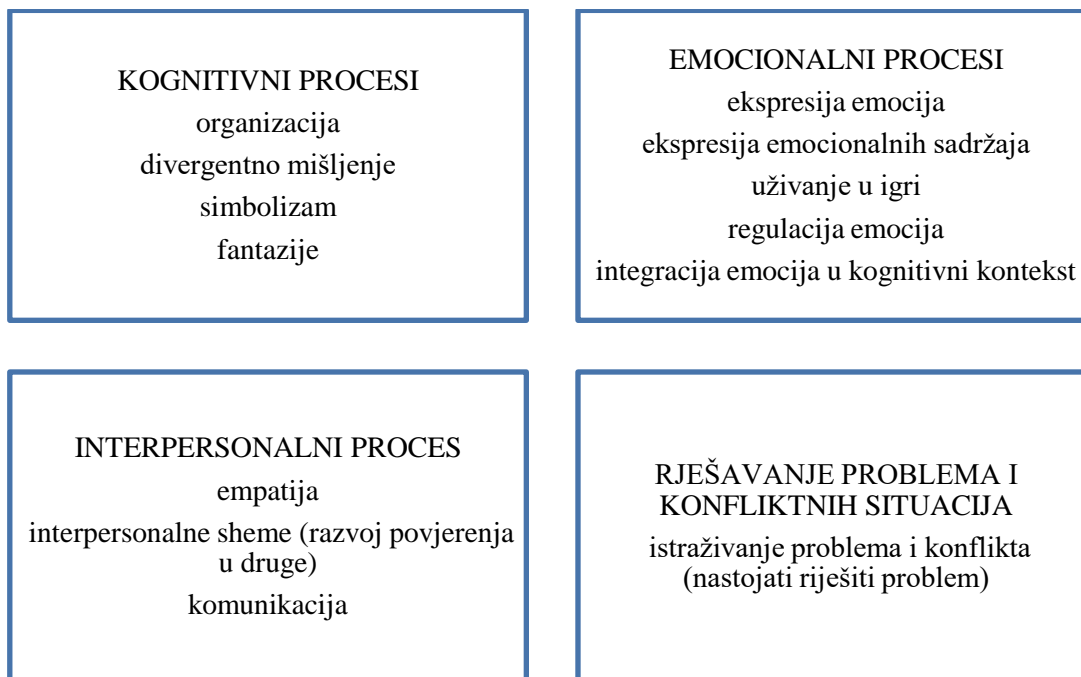 KOGNITIVNI PROCESI
organizacija
divergentno mišljenje
simbolizam
fantazije
EMOCIONALNI PROCESI
ekspresija emocija
ekspresija emocionalnih sadržaja
uživanje u igri
regulacija emocija
integracija emocija u kognitivni kontekst
INTERPERSONALNI PROCES
empatija
interpersonalne sheme (razvoj povjerenja
u druge)
komunikacija
RJEŠAVANJE PROBLEMA I
KONFLIKTNIH SITUACIJA
istraživanje problema i konflikta
(nastojati riješiti problem)